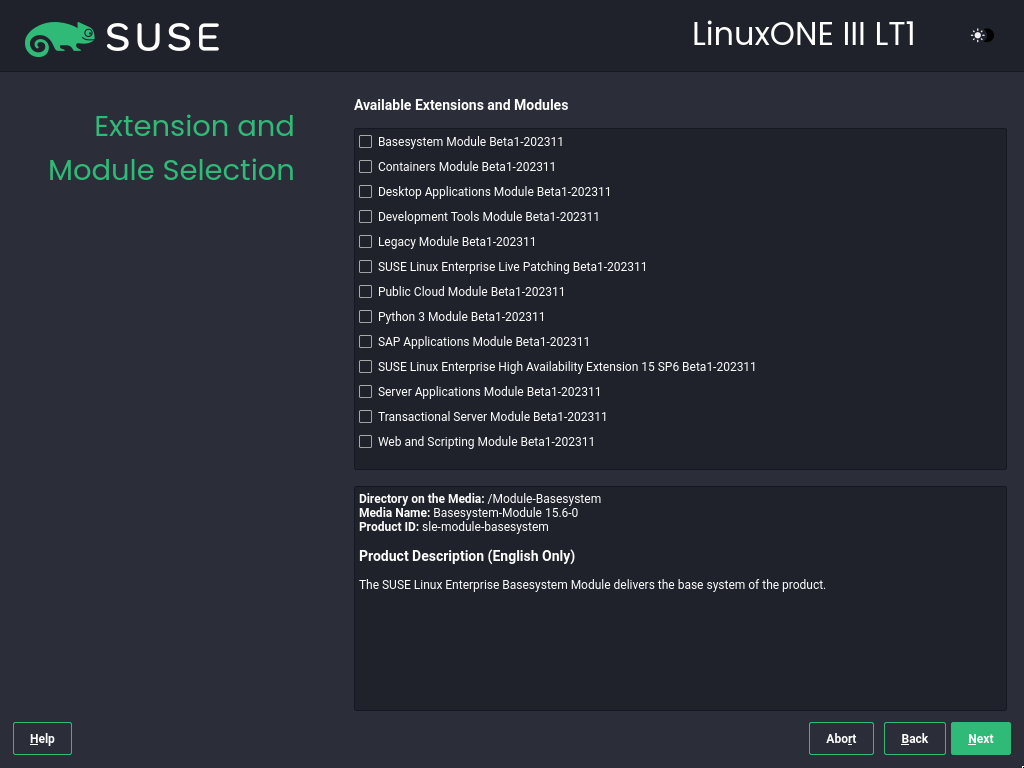 SUSE
LinuxONE III LT1
Extension and
Module Selection
Available Extensions and Modules
Basesystem Module Beta1-202311
Containers Module Beta1-202311
Desktop Applications Module Beta1-202311
Development Tools Module Beta1-202311
Legacy Module Beta1-202311
SUSE Linux Enterprise Live Patching Beta1-202311
Public Cloud Module Beta1-202311
Python 3 Module Beta1-202311
SAP Applications Module Beta1-202311
SUSE Linux Enterprise High Availability Extension 15 SP6 Beta1-202311
Server Applications Module Beta1-202311
Transactional Server Module Beta1-202311
Web and Scripting Module Beta1-202311
Directory on the Media: /Module-Basesystem
Media Name: Basesystem-Module 15.6-0
Product ID: sle-module-basesystem
Product Description (English Only)
The SUSE Linux Enterprise Basesystem Module delivers the base system of the product.
Help Abort Back Next